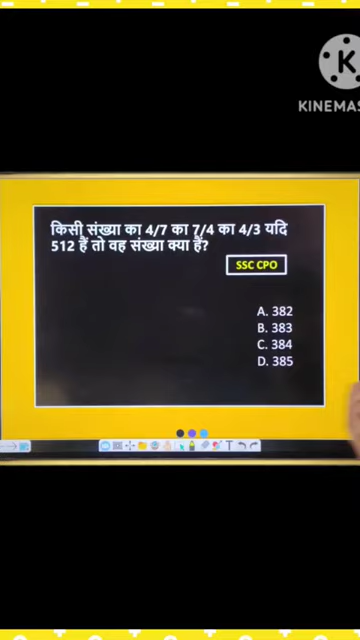 K
KINEMAS
किसी संख्या का 4/7 का 7/4 का 4/3 यदि
512 हैं तो वह संख्या क्या हैं?
SSC CPO
A. 382
B. 383
C. 384
D. 385